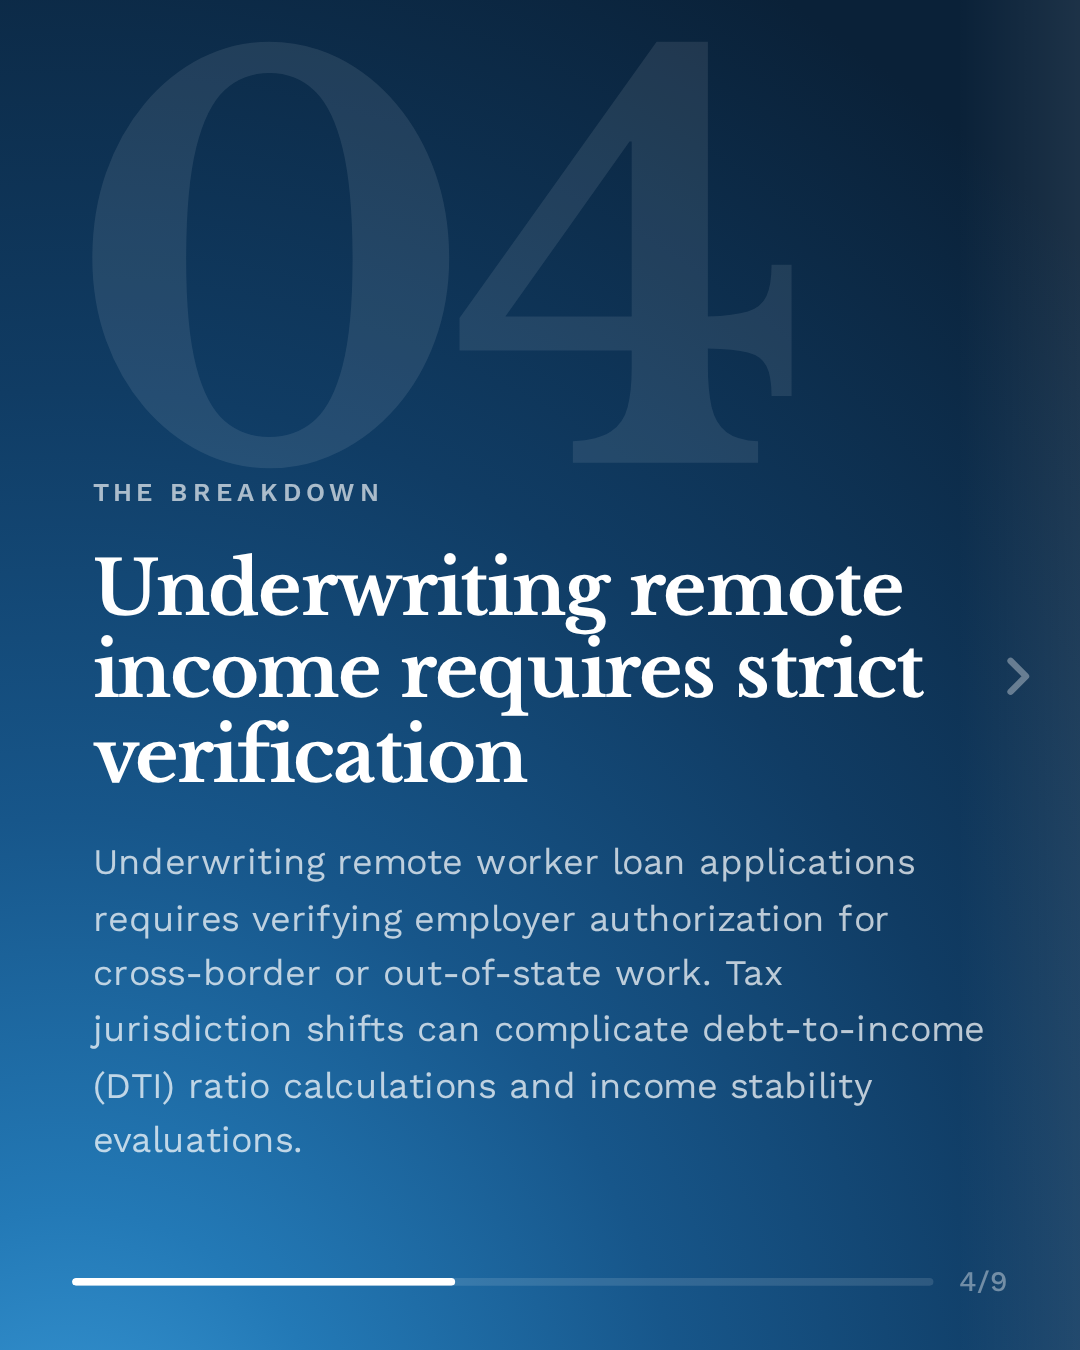 04
THE BREAKDOWN
Underwriting remote
income requires strict
verification
Underwriting remote worker loan applications
requires verifying employer authorization for
cross-border or out-of-state work. Tax
jurisdiction shifts can complicate debt-to-income
(DTI) ratio calculations and income stability
evaluations.
4/9